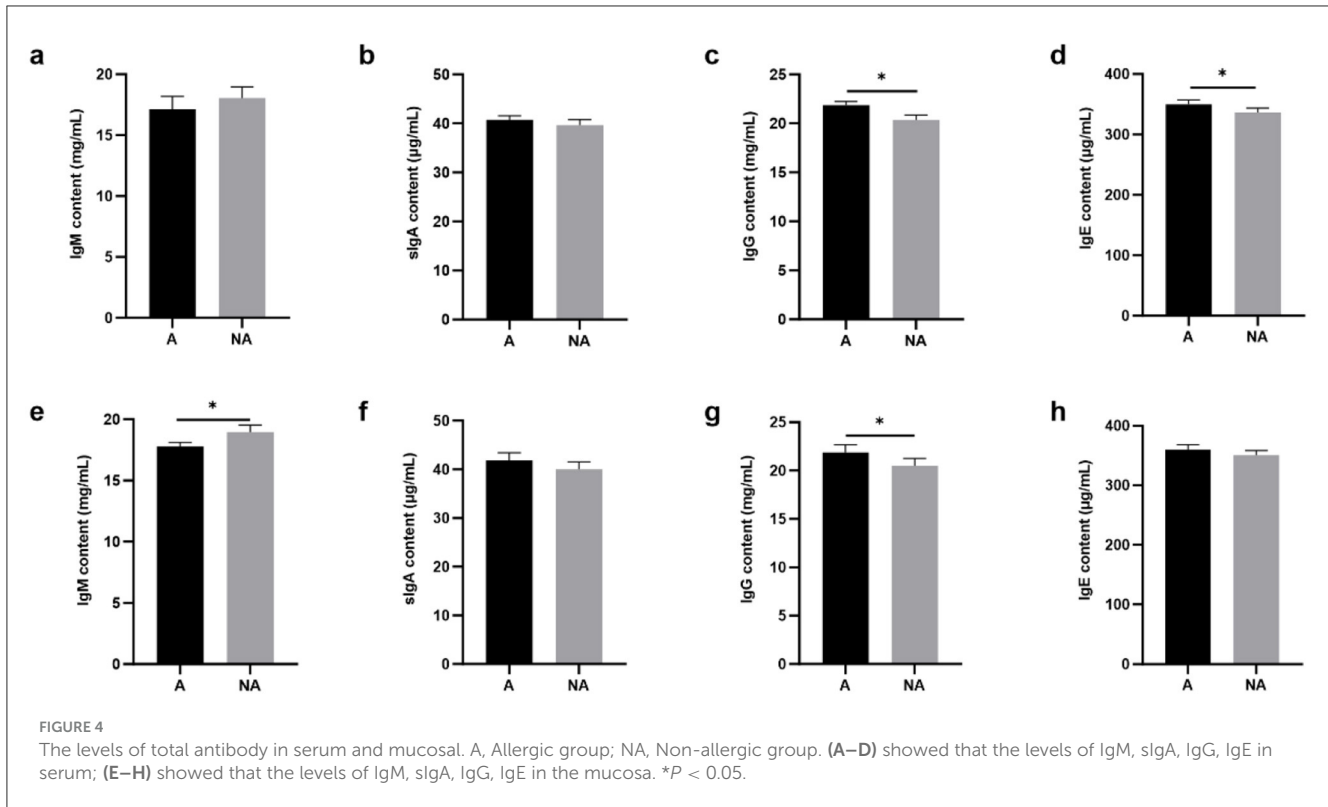 a
b
c
d
IgM content (mg/mL)
20
15
10
5
0
A
NA
sIgA content (µg/mL)
50
40
30
20
10
0
A
NA
IgG content (mg/mL)
25
20
15
10
5
0
*
A
NA
IgE content (µg/mL)
400
300
200
100
0
*
A
NA
e
f
g
h
IgM content (mg/mL)
20
15
10
5
0
*
A
NA
sIgA content (µg/mL)
50
40
30
20
10
0
A
NA
IgG content (mg/mL)
25
20
15
10
5
0
*
A
NA
IgE content (µg/mL)
400
300
200
100
0
A
NA
FIGURE 4
The levels of total antibody in serum and mucosal. A, Allergic group; NA, Non-allergic group. (A–D) showed that the levels of IgM, sIgA, IgG, IgE in
serum; (E–H) showed that the levels of IgM, sIgA, IgG, IgE in the mucosa. *P < 0.05.